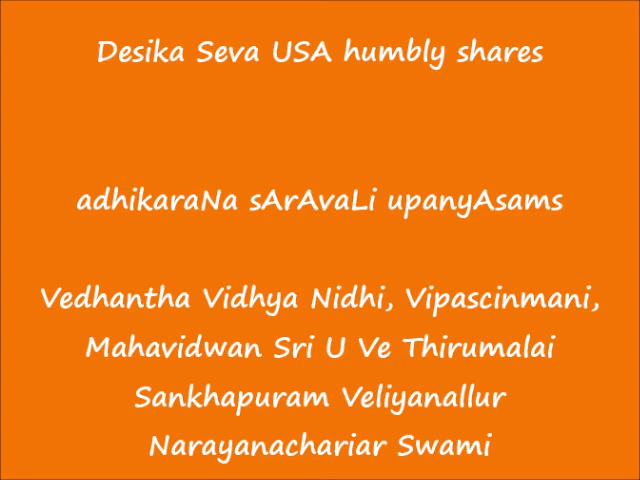 Desika Seva USA humbly shares
adhikaraNa sArAvaLi upanyAsams
Vedhantha Vidhya Nidhi, Vipascinmani,
Mahavidwan Sri U Ve Thirumalai
Sankhapuram Veliyanallur
Narayanachariar Swami